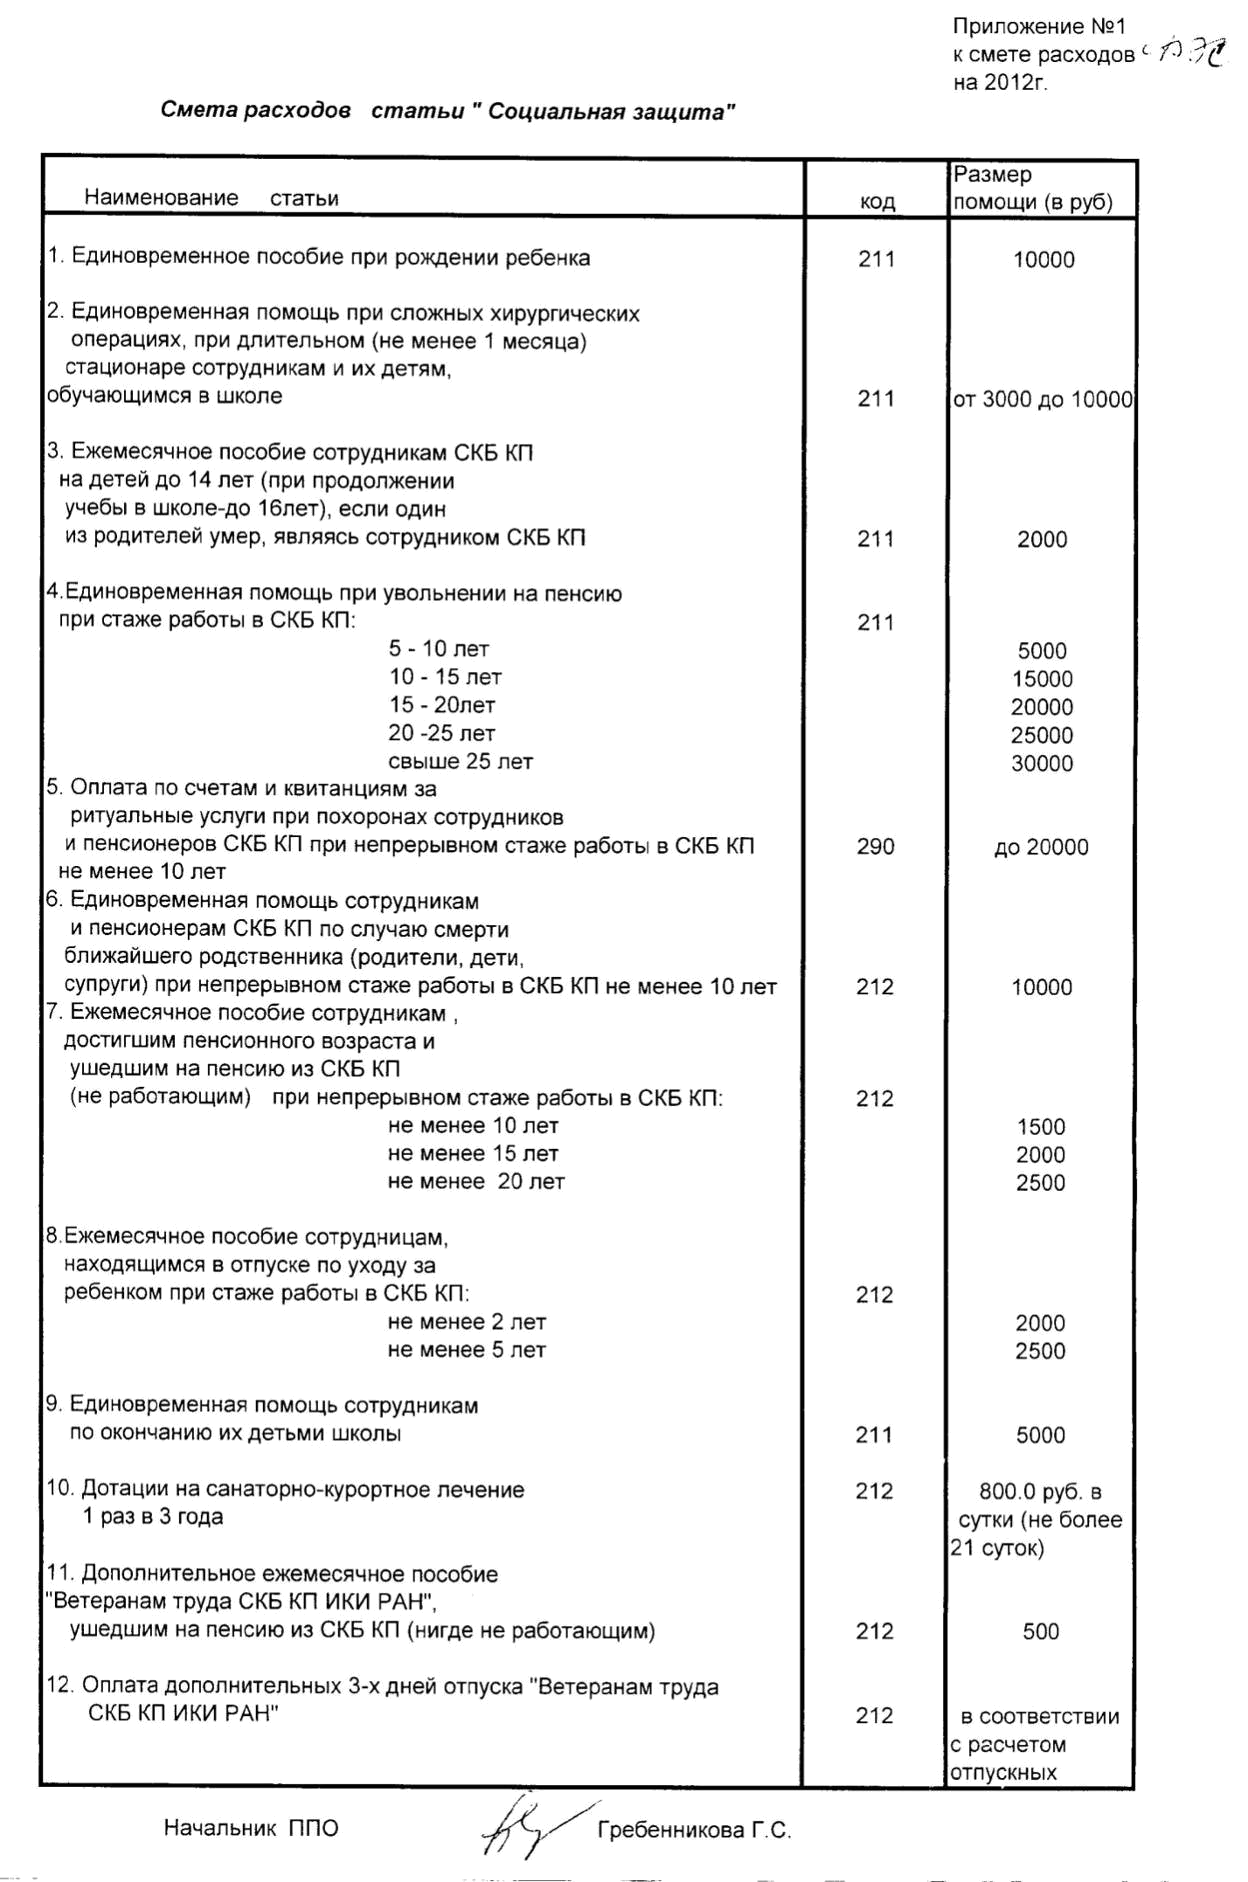 Приложение №1
к смете расходов
на 2012г.
Смета расходов статьи " Социальная защита"
Наименование статьи
код
Размер
помощи (в руб)
1. Единовременное пособие при рождении ребенка 211 10000
2. Единовременная помощь при сложных хирургических
операциях, при длительном (не менее 1 месяца)
стационаре сотрудникам и их детям,
обучающимся в школе 211 от 3000 до 10000
3. Ежемесячное пособие сотрудникам СКБ КП
на детей до 14 лет (при продолжении
учебы в школе-до 16лет), если один
из родителей умер, являясь сотрудником СКБ КП 211 2000
4.Единовременная помощь при увольнении на пенсию
при стаже работы в СКБ КП: 211
5 - 10 лет 5000
10 - 15 лет 15000
15 - 20лет 20000
20 -25 лет 25000
свыше 25 лет 30000
5. Оплата по счетам и квитанциям за
ритуальные услуги при похоронах сотрудников
и пенсионеров СКБ КП при непрерывном стаже работы в СКБ КП 290 до 20000
не менее 10 лет
6. Единовременная помощь сотрудникам
и пенсионерам СКБ КП по случаю смерти
ближайшего родственника (родители, дети,
супруги) при непрерывном стаже работы в СКБ КП не менее 10 лет 212 10000
7. Ежемесячное пособие сотрудникам ,
достигшим пенсионного возраста и
ушедшим на пенсию из СКБ КП
(не работающим) при непрерывном стаже работы в СКБ КП: 212
не менее 10 лет 1500
не менее 15 лет 2000
не менее 20 лет 2500
8.Ежемесячное пособие сотрудницам,
находящимся в отпуске по уходу за
ребенком при стаже работы в СКБ КП: 212
не менее 2 лет 2000
не менее 5 лет 2500
9. Единовременная помощь сотрудникам
по окончанию их детьми школы 211 5000
10. Дотации на санаторно-курортное лечение 212 800.0 руб. в
1 раз в 3 года сутки (не более
21 суток)
11. Дополнительное ежемесячное пособие
"Ветеранам труда СКБ КП ИКИ РАН",
ушедшим на пенсию из СКБ КП (нигде не работающим) 212 500
12. Оплата дополнительных 3-х дней отпуска "Ветеранам труда
СКБ КП ИКИ РАН" 212 в соответствии
с расчетом
отпускных
Начальник ППО Гребенникова Г.С.